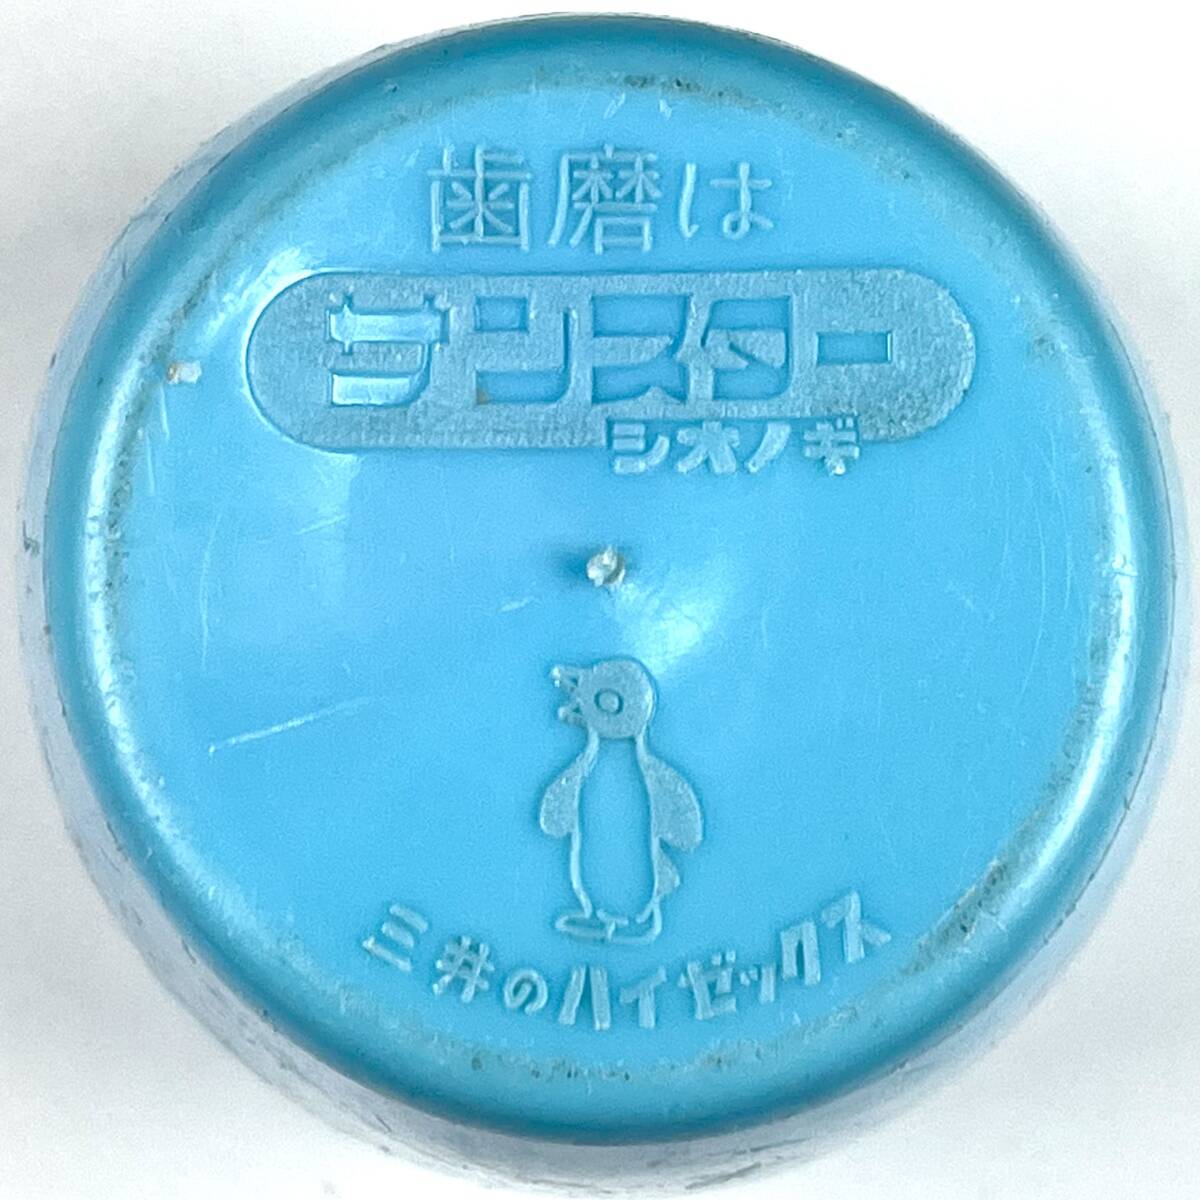 歯磨は
デンスター
シオノギ
三井のハイゼックス